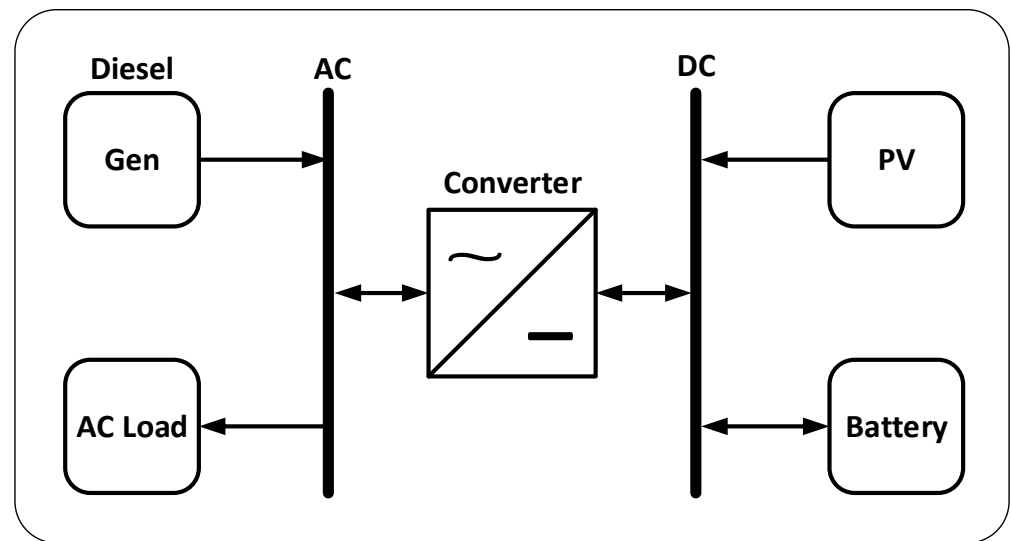 Diesel
AC
DC
Gen
PV
Converter
AC Load
Battery